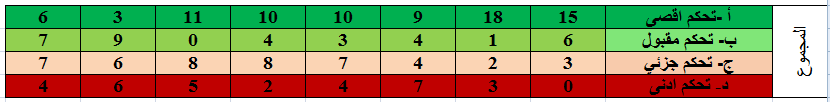 المجموع
أ -تحكم اقصى 15 18 9 10 10 11 3 6
ب- تحكم مقبول 6 1 4 3 4 0 9 7
ج- تحكم جزئي 3 2 4 7 8 8 6 7
د- تحكم ادنى 0 3 7 4 2 5 6 4